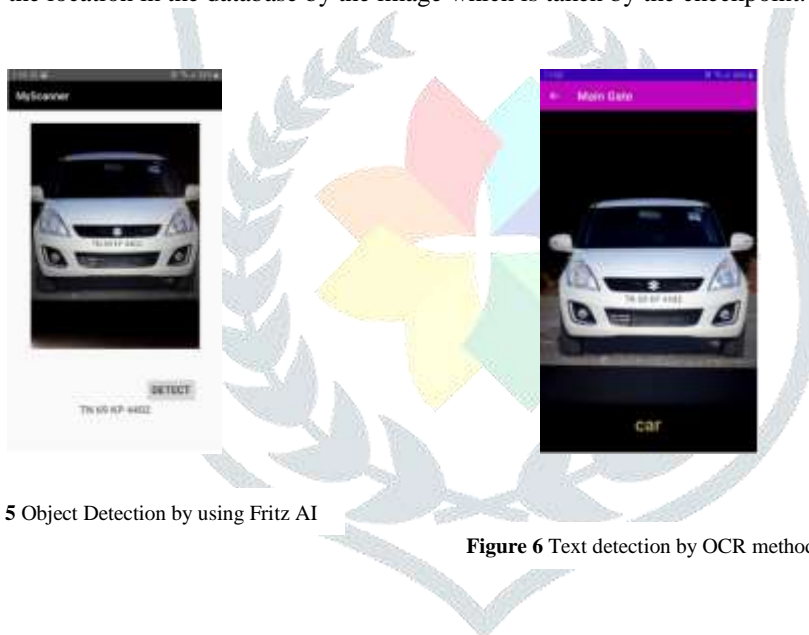 the location in the database by the image which is taken by the checkpoint.
MyScanner
DETECT
TN 69 KP 4402
Main Gate
car
5 Object Detection by using Fritz AI
Figure 6 Text detection by OCR method